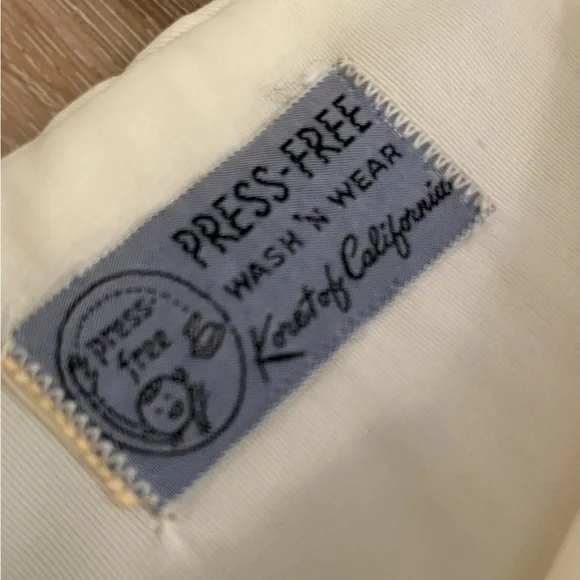 PRESS-FREE
WASH 'N WEAR
Koret of California
press-
free